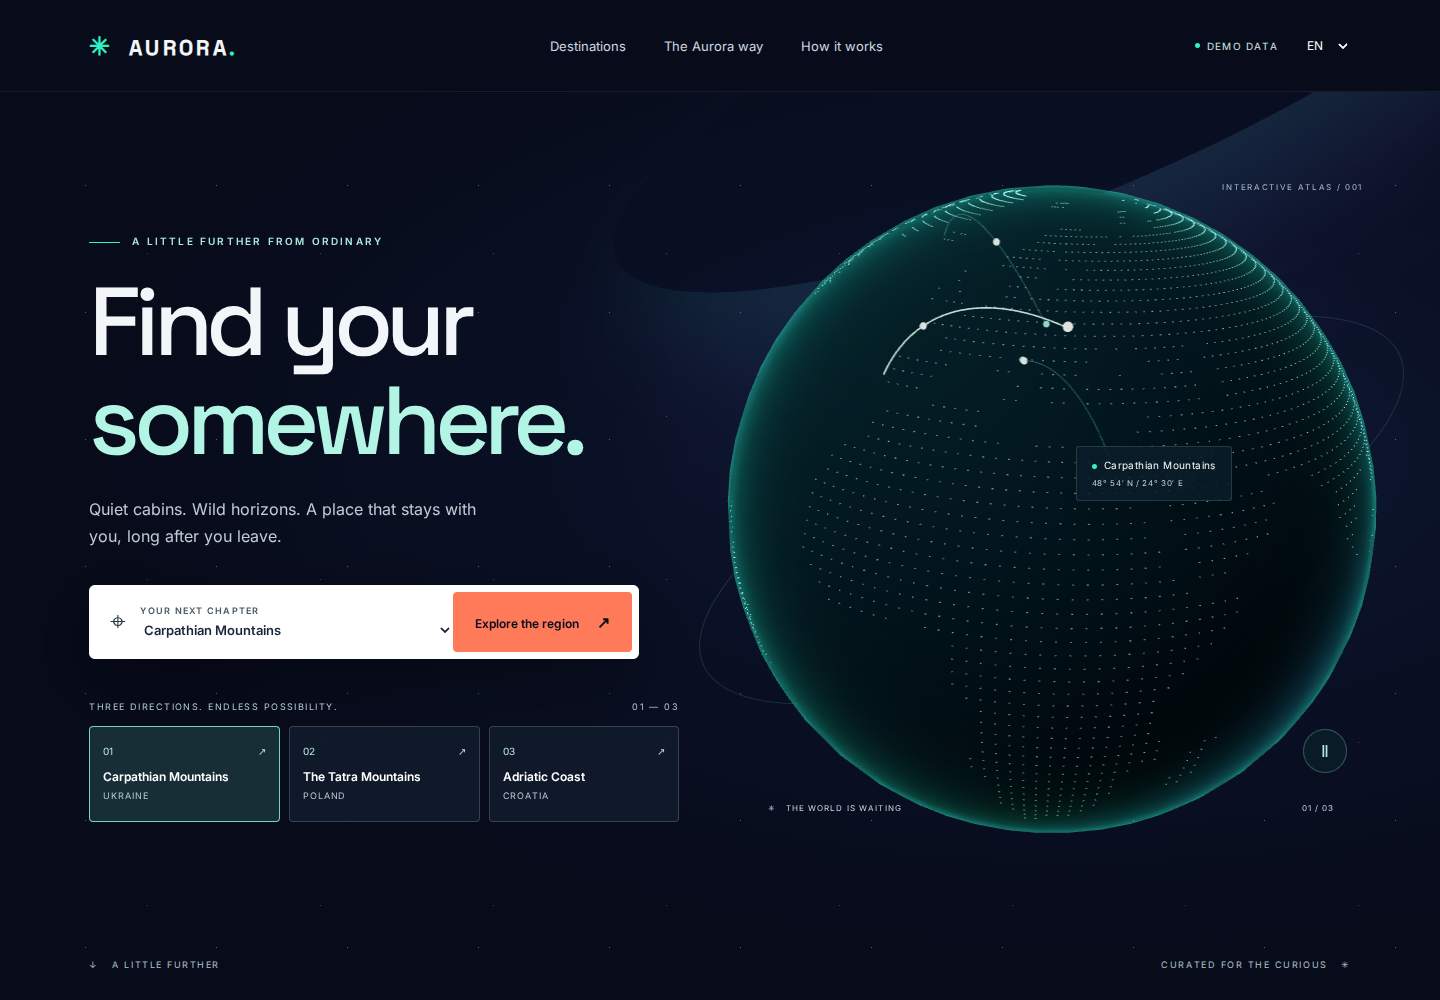 AURORA.
Destinations
The Aurora way
How it works
DEMO DATA
EN
INTERACTIVE ATLAS / 001
A LITTLE FURTHER FROM ORDINARY
Find your
somewhere.
Quiet cabins. Wild horizons. A place that stays with
you, long after you leave.
YOUR NEXT CHAPTER
Carpathian Mountains
Explore the region ↗
Carpathian Mountains
48° 54′ N / 24° 30′ E
THREE DIRECTIONS. ENDLESS POSSIBILITY.
01 — 03
01 ↗
Carpathian Mountains
UKRAINE
02 ↗
The Tatra Mountains
POLAND
03 ↗
Adriatic Coast
CROATIA
THE WORLD IS WAITING
01 / 03
↓ A LITTLE FURTHER
CURATED FOR THE CURIOUS